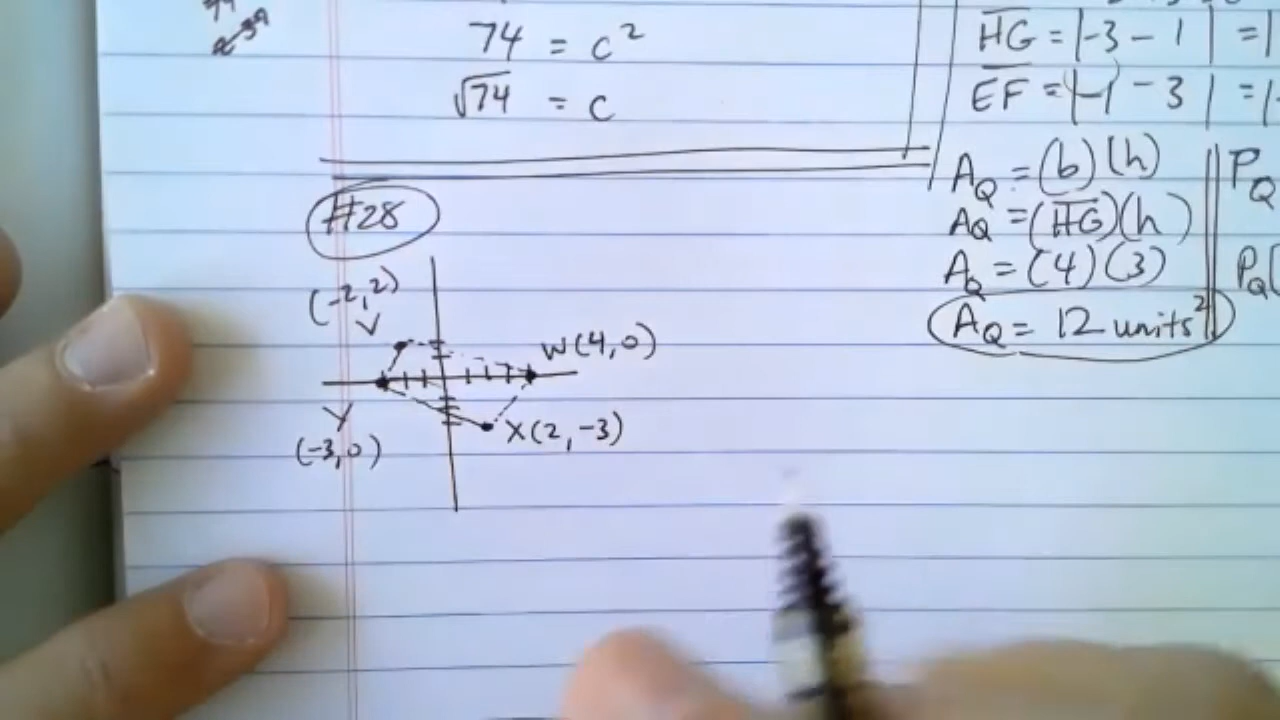 74 = c²
√74 = c
HG = |-3 - 1| = |
EF = |-1 - 3| = |-
A_Q = (b)(h)
A_Q = (HG)(h)
A_Q = (4)(3)
A_Q = 12 units²
P_Q
P_Q(
#28
(-2,2)
V
W(4,0)
Y
(-3,0)
X(2,-3)